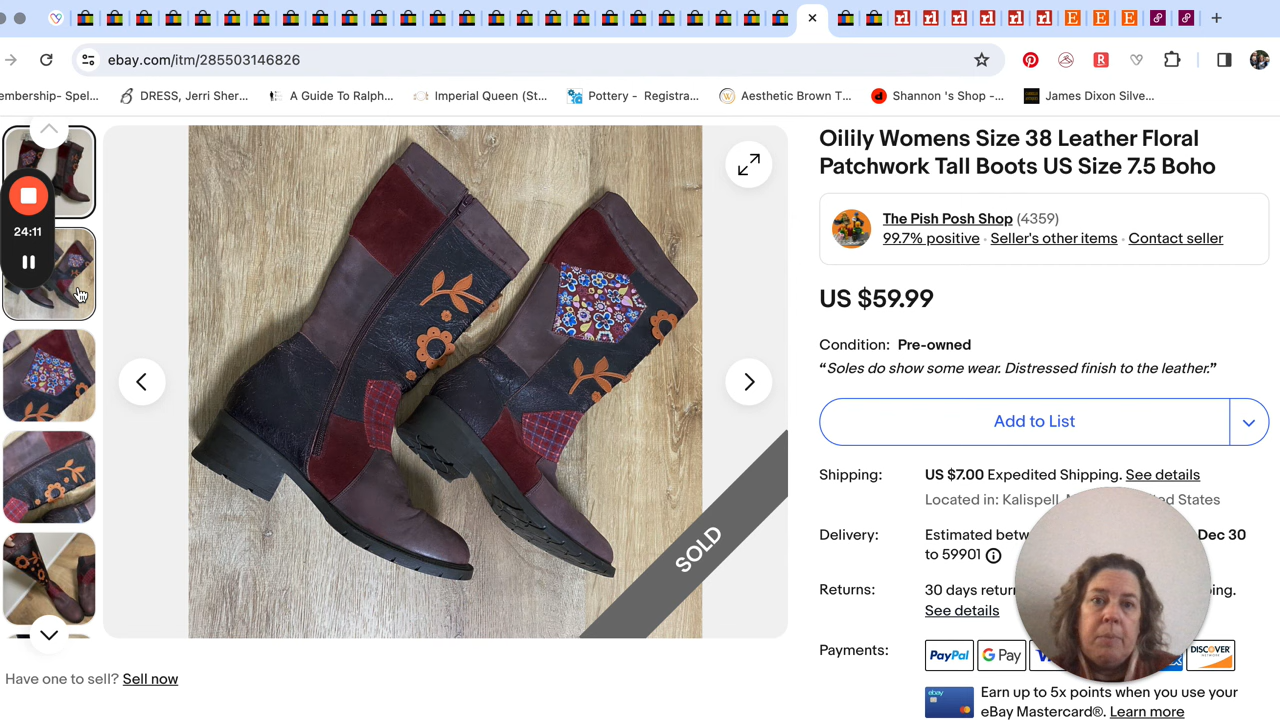 ebay.com/itm/285503146826
embership- Spel...
DRESS, Jerri Sher...
A Guide To Ralph...
Imperial Queen (St...
Pottery - Registra...
Aesthetic Brown T...
Shannon 's Shop -...
James Dixon Silve...
24:11
SOLD
Have one to sell? Sell now
Oilily Womens Size 38 Leather Floral
Patchwork Tall Boots US Size 7.5 Boho
The Pish Posh Shop (4359)
99.7% positive · Seller's other items · Contact seller
US $59.99
Condition: Pre-owned
“Soles do show some wear. Distressed finish to the leather.”
Add to List
Shipping: US $7.00 Expedited Shipping. See details
Located in: Kalispell,
Delivery: Estimated Dec 30
to 59901
Returns: 30 days
See details
Payments: PayPal G Pay DISCOVER
Earn up to 5x points when you use your
eBay Mastercard®. Learn more